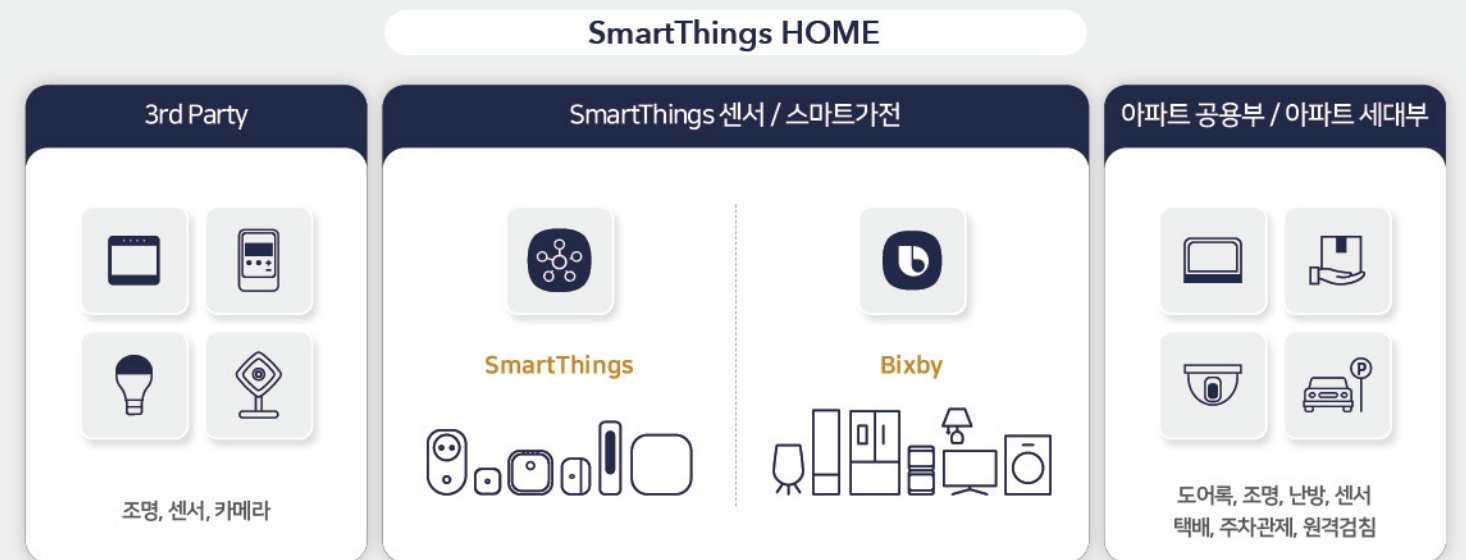 SmartThings HOME
3rd Party
조명, 센서, 카메라
SmartThings 센서 / 스마트가전
SmartThings
Bixby
아파트 공용부 / 아파트 세대부
P
도어록, 조명, 난방, 센서
택배, 주차관제, 원격검침